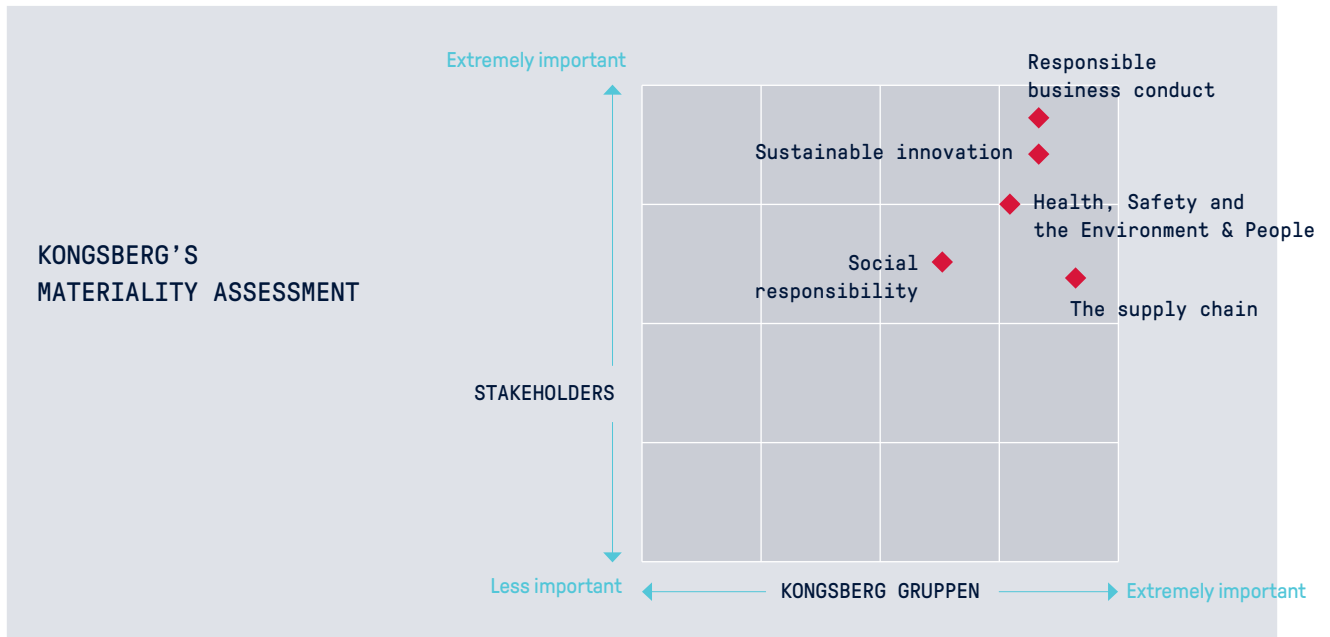 KONGSBERG'S
MATERIALITY ASSESSMENT
Extremely important
STAKEHOLDERS
Less important
Responsible
business conduct
Sustainable innovation
Health, Safety and
the Environment & People
Social
responsibility
The supply chain
KONGSBERG GRUPPEN
Extremely important